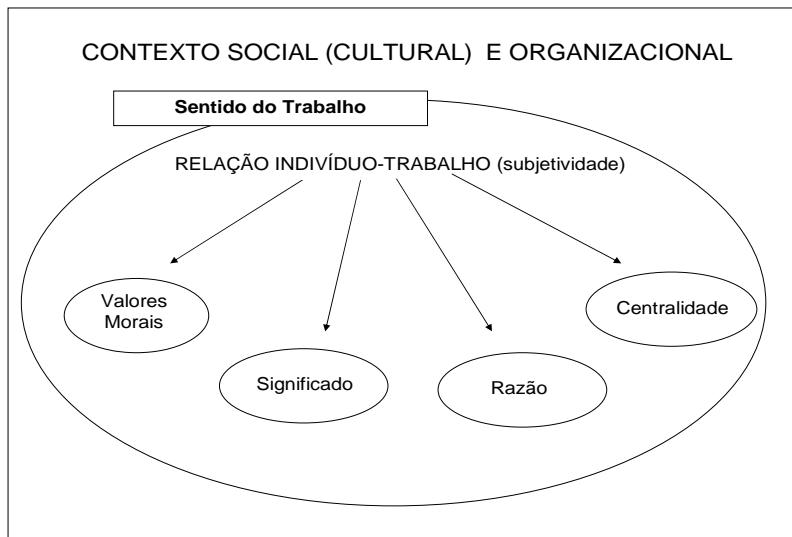 CONTEXTO SOCIAL (CULTURAL) E ORGANIZACIONAL
Sentido do Trabalho
RELAÇÃO INDIVÍDUO-TRABALHO (subjetividade)
Valores
Morais
Significado
Razão
Centralidade